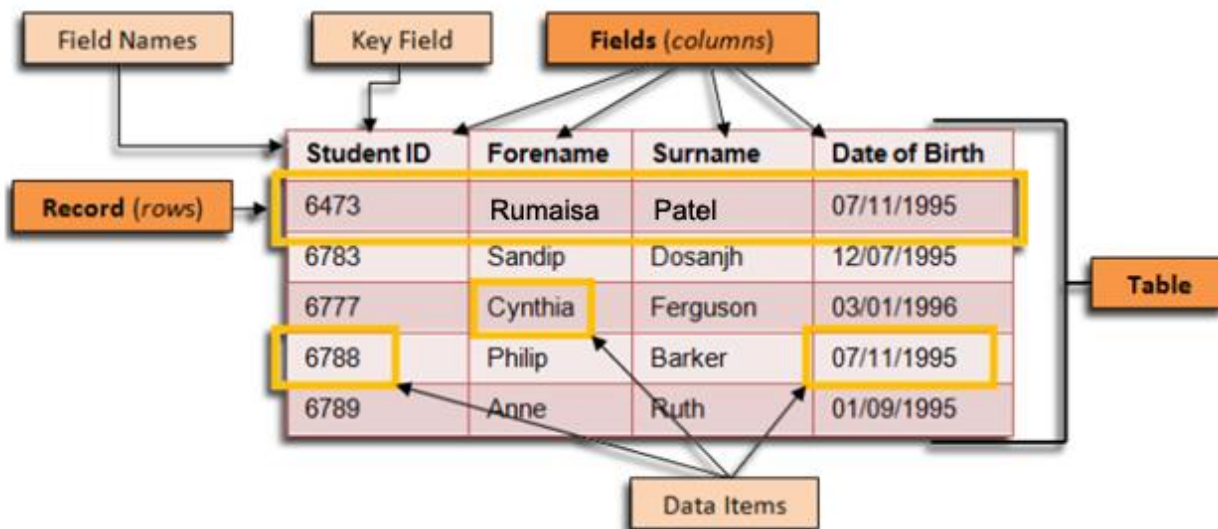 Field Names Key Field Fields (columns)
Student ID Forename Surname Date of Birth
Record (rows) 6473 Rumaisa Patel 07/11/1995
6783 Sandip Dosanjh 12/07/1995
Table
6777 Cynthia Ferguson 03/01/1996
6788 Philip Barker 07/11/1995
6789 Anne Ruth 01/09/1995
Data Items